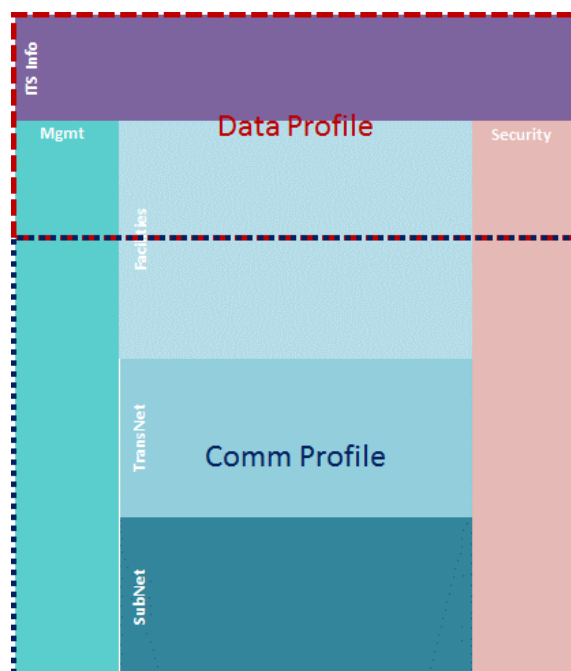 ITS Info
Data Profile
Mgmt
Security
Facilities
TransNet
Comm Profile
SubNet